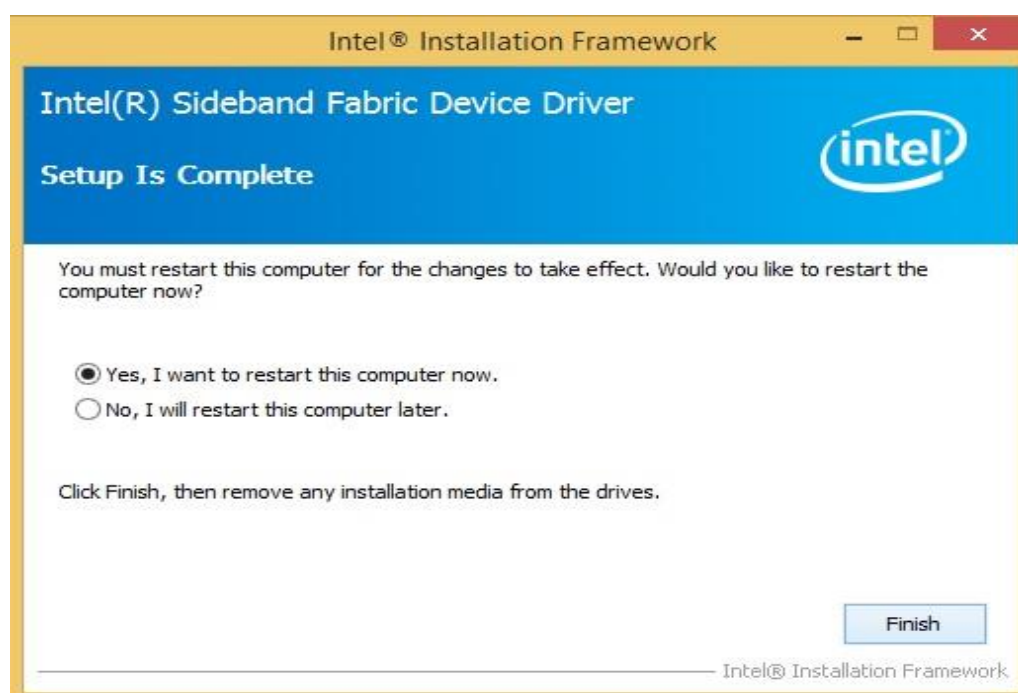 Intel® Installation Framework
Intel(R) Sideband Fabric Device Driver
intel
Setup Is Complete
You must restart this computer for the changes to take effect. Would you like to restart the
computer now?
Yes, I want to restart this computer now.
No, I will restart this computer later.
Click Finish, then remove any installation media from the drives.
Finish
Intel® Installation Framework